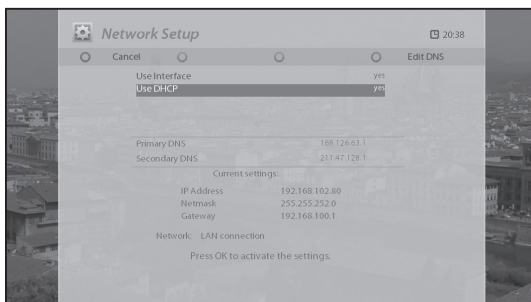 Network Setup 20:38
Cancel Edit DNS
Use Interface yes
Use DHCP yes
Primary DNS 168.126.63.1
Secondary DNS 211.47.128.1
Current settings:
IP Address 192.168.102.80
Netmask 255.255.252.0
Gateway 192.168.100.1
Network: LAN connection
Press OK to activate the settings.